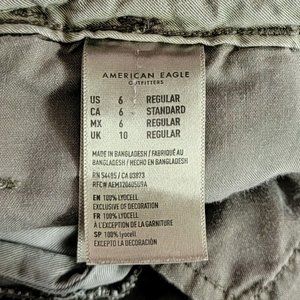 AMERICAN EAGLE
OUTFITTERS
US 6 REGULAR
CA 6 STANDARD
MX 6 REGULAR
UK 10 REGULAR
MADE IN BANGLADESH / FABRIQUÉ AU
BANGLADESH / HECHO EN BANGLADESH
RN 54485 / CA 03873
EN 100% LYOCELL
EXCLUSIVE OF DECORATION
FR 100% LYOCELL
À L'EXCEPTION DE LA GARNITURE
SP 100% lyocell
EXCEPTO LA DECORACIÓN